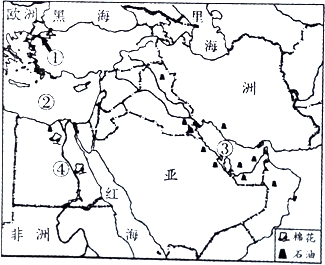 欧洲 黑 海 里
① 海 洲
②
③
④ 亚
红
非 洲 海
棉花
石油